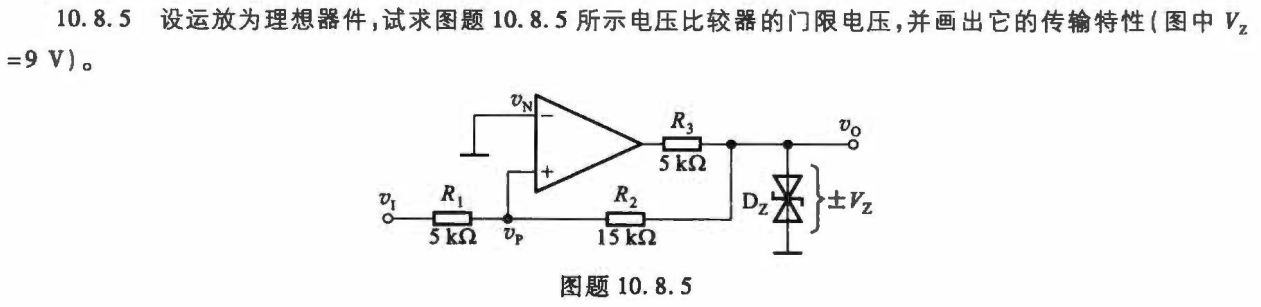 10.8.5 设运放为理想器件,试求图题 10.8.5 所示电压比较器的门限电压,并画出它的传输特性(图中 V_Z
=9 V)。
v_N
−
R_3
v_O
5 kΩ
+
v_I
R_1
R_2
D_Z
±V_Z
5 kΩ
v_P
15 kΩ
图题 10.8.5